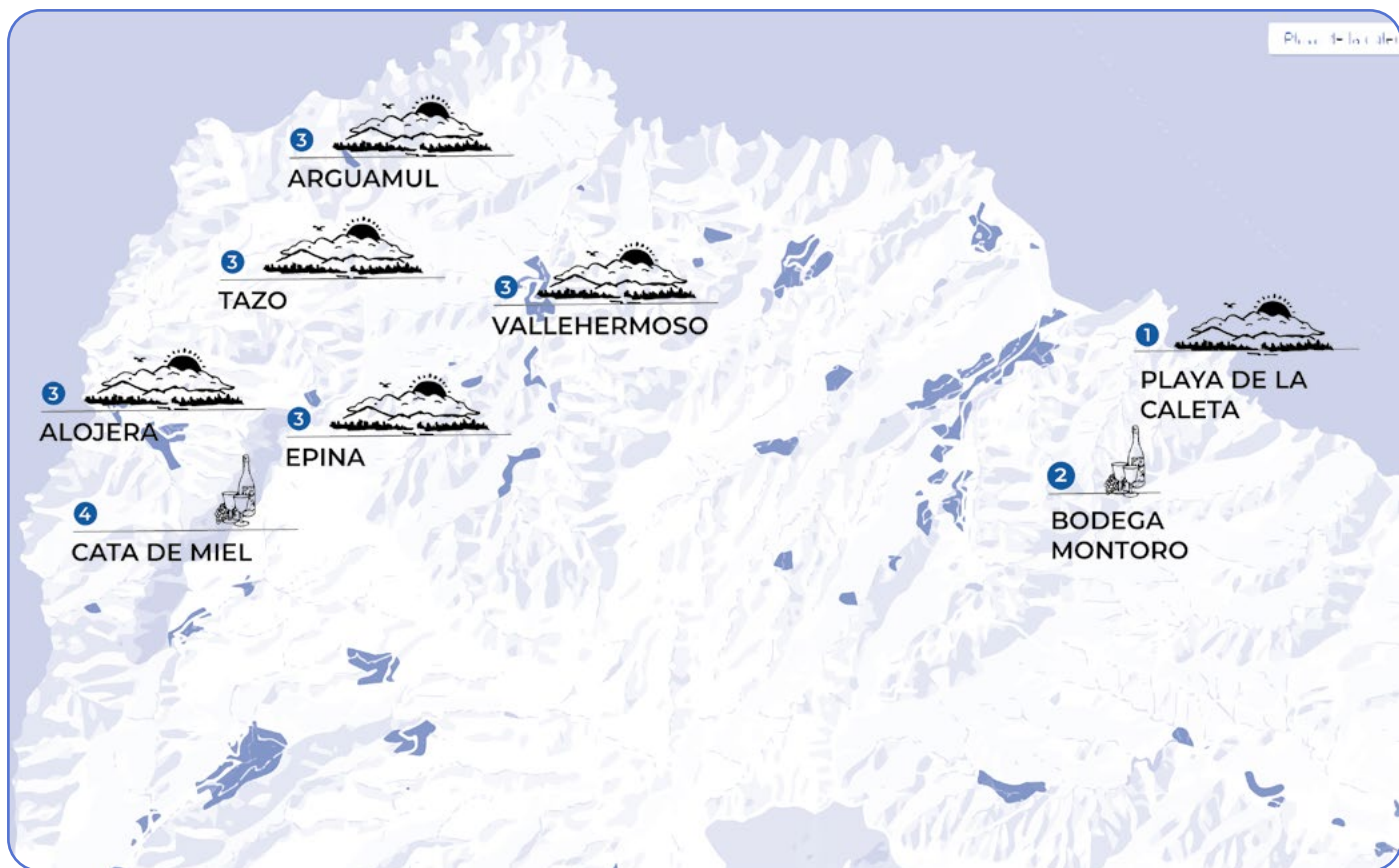 3
ARGUAMUL
3
TAZO
3
VALLEHERMOSO
1
PLAYA DE LA
CALETA
3
ALOJERA
3
EPINA
2
BODEGA
MONTORO
4
CATA DE MIEL